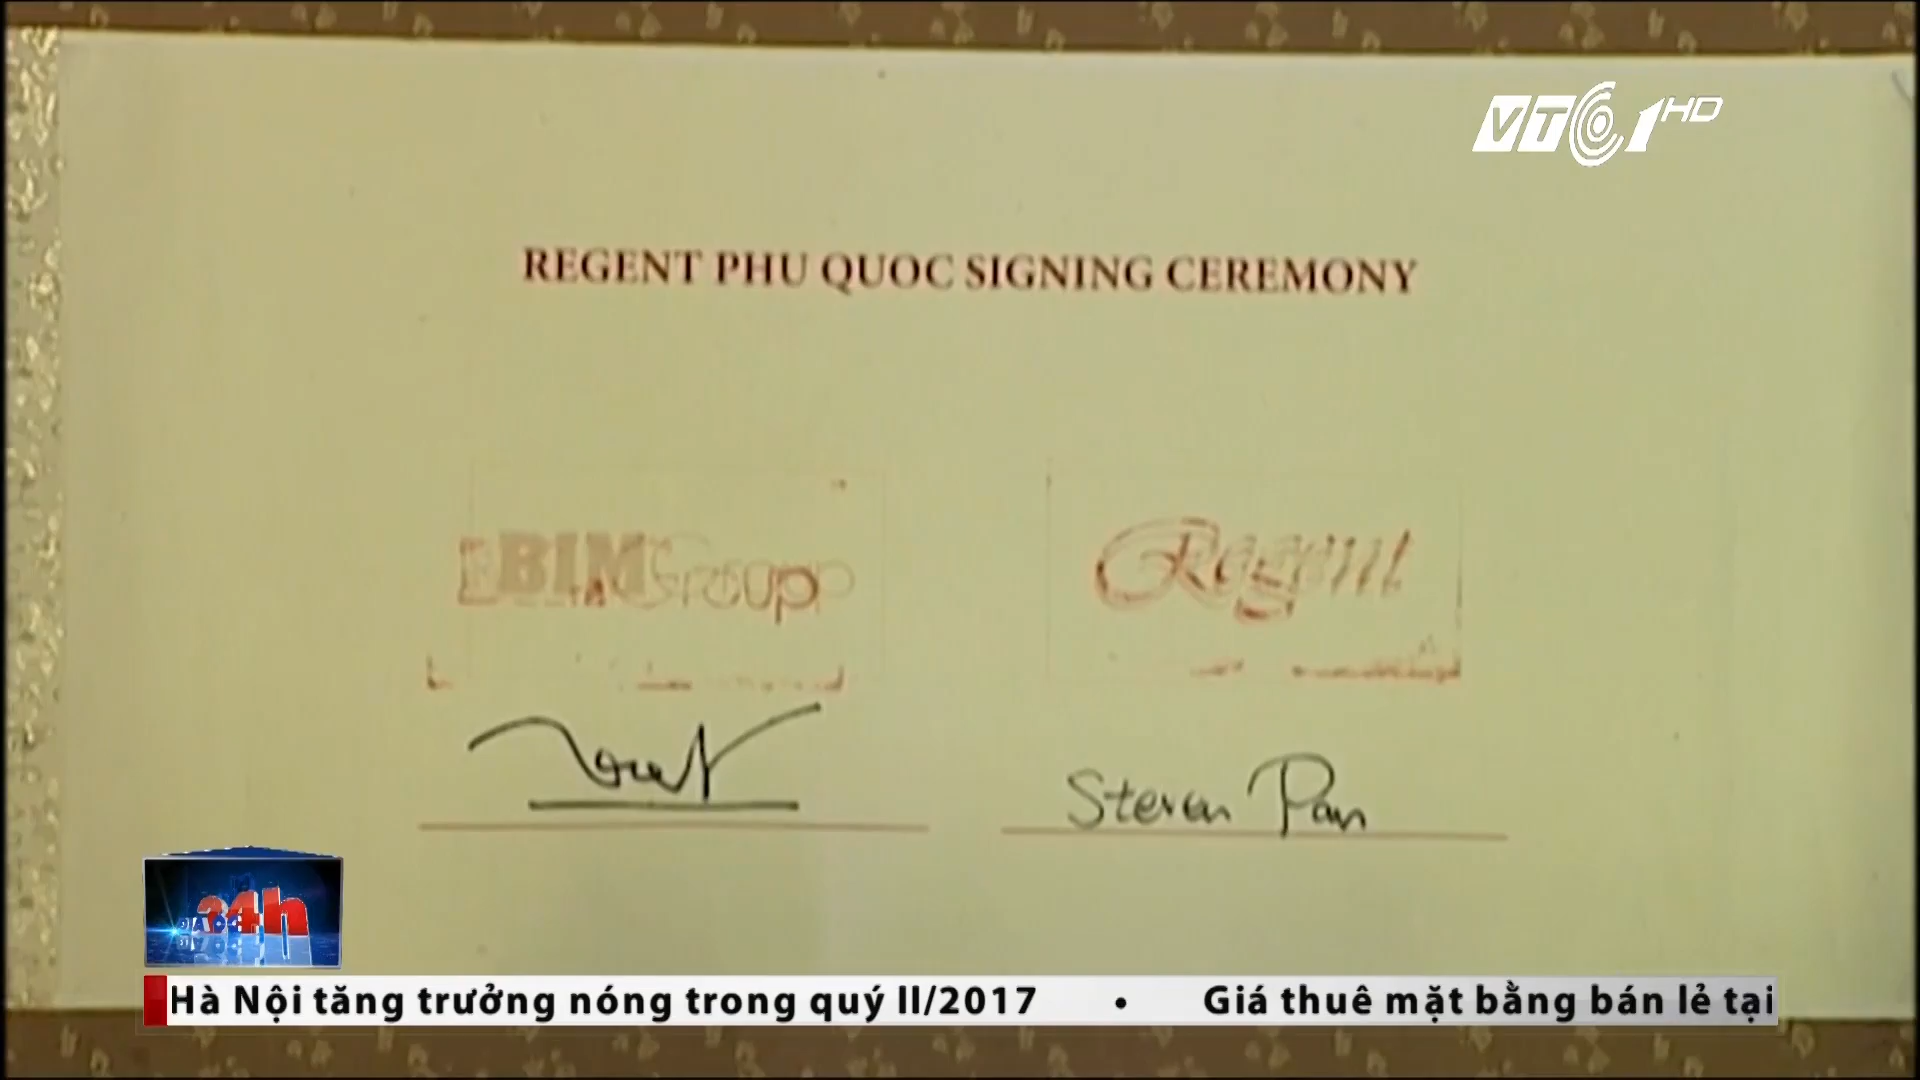 VTC1 HD
REGENT PHU QUOC SIGNING CEREMONY
BIM Group
Regent
Steven Pan
24h
Hà Nội tăng trưởng nóng trong quý II/2017 • Giá thuê mặt bằng bán lẻ tại